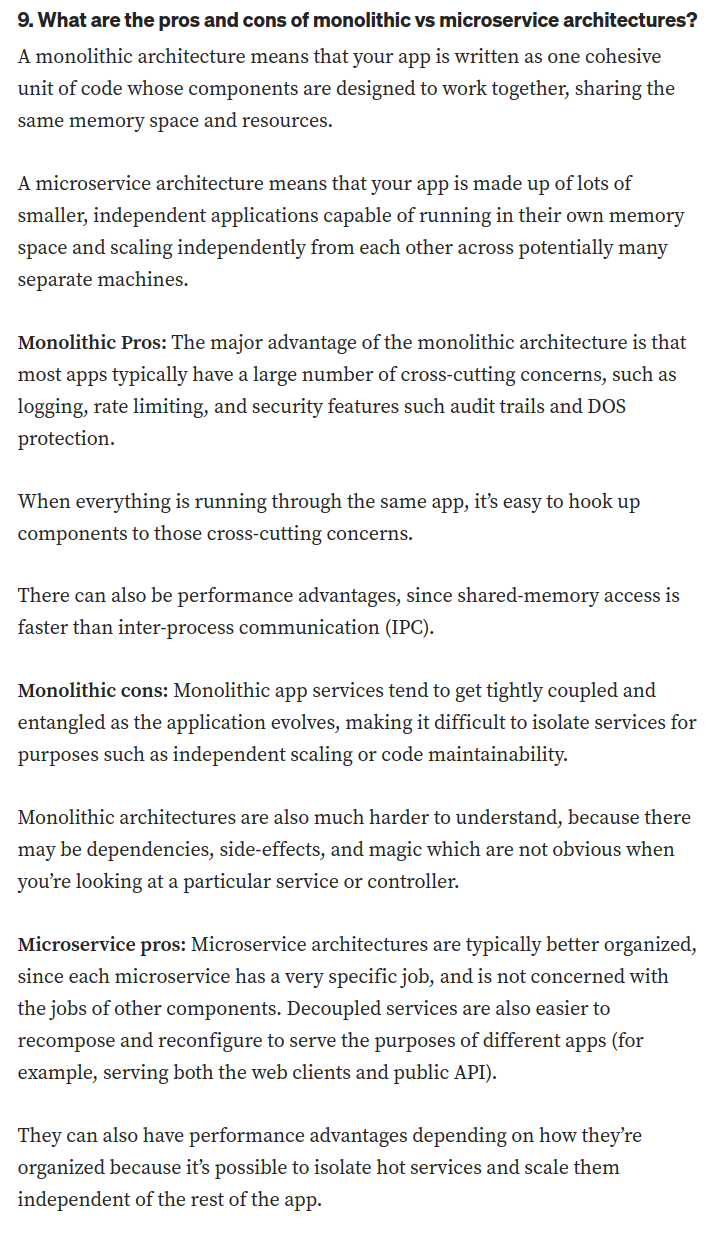 9. What are the pros and cons of monolithic vs microservice architectures?
A monolithic architecture means that your app is written as one cohesive
unit of code whose components are designed to work together, sharing the
same memory space and resources.
A microservice architecture means that your app is made up of lots of
smaller, independent applications capable of running in their own memory
space and scaling independently from each other across potentially many
separate machines.
Monolithic Pros: The major advantage of the monolithic architecture is that
most apps typically have a large number of cross-cutting concerns, such as
logging, rate limiting, and security features such audit trails and DOS
protection.
When everything is running through the same app, it’s easy to hook up
components to those cross-cutting concerns.
There can also be performance advantages, since shared-memory access is
faster than inter-process communication (IPC).
Monolithic cons: Monolithic app services tend to get tightly coupled and
entangled as the application evolves, making it difficult to isolate services for
purposes such as independent scaling or code maintainability.
Monolithic architectures are also much harder to understand, because there
may be dependencies, side-effects, and magic which are not obvious when
you’re looking at a particular service or controller.
Microservice pros: Microservice architectures are typically better organized,
since each microservice has a very specific job, and is not concerned with
the jobs of other components. Decoupled services are also easier to
recompose and reconfigure to serve the purposes of different apps (for
example, serving both the web clients and public API).
They can also have performance advantages depending on how they’re
organized because it’s possible to isolate hot services and scale them
independent of the rest of the app.